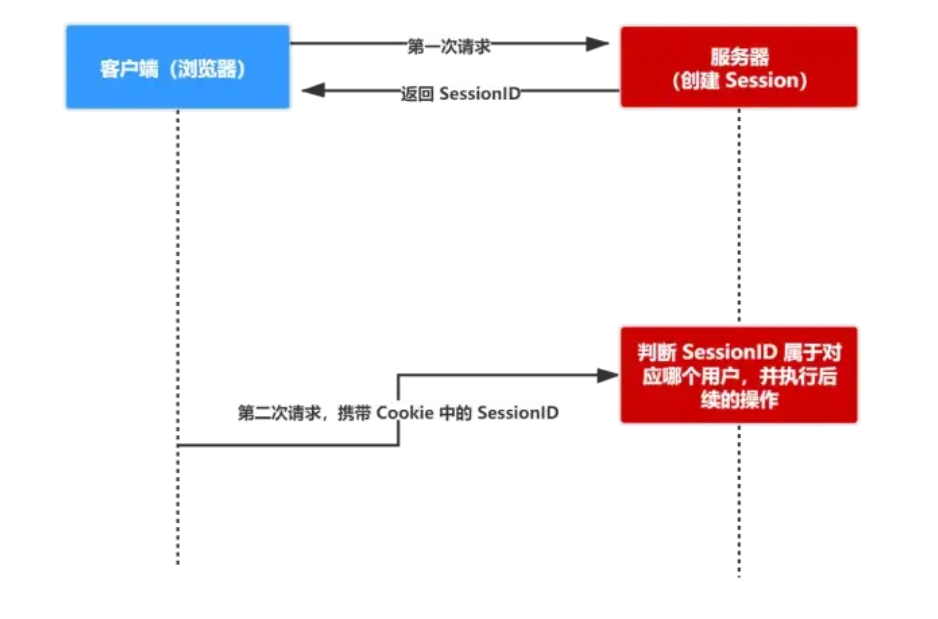 客户端（浏览器）
第一次请求
服务器
（创建 Session）
返回 SessionID
判断 SessionID 属于对
应哪个用户，并执行后
续的操作
第二次请求，携带 Cookie 中的 SessionID